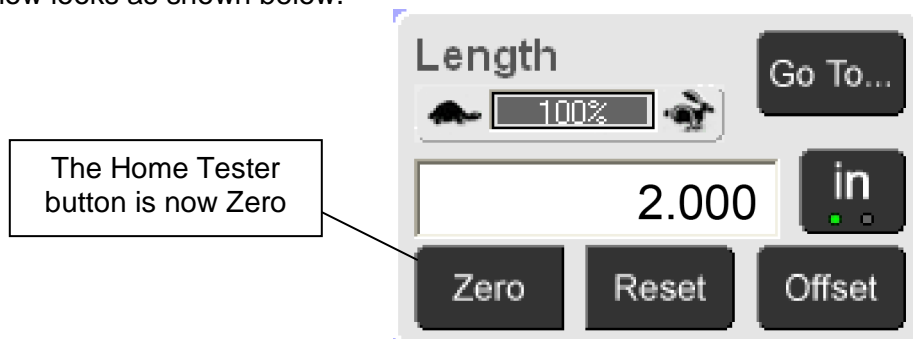 now looks as shown below.
Length
Go To...
100%
The Home Tester
button is now Zero
2.000
in
Zero
Reset
Offset